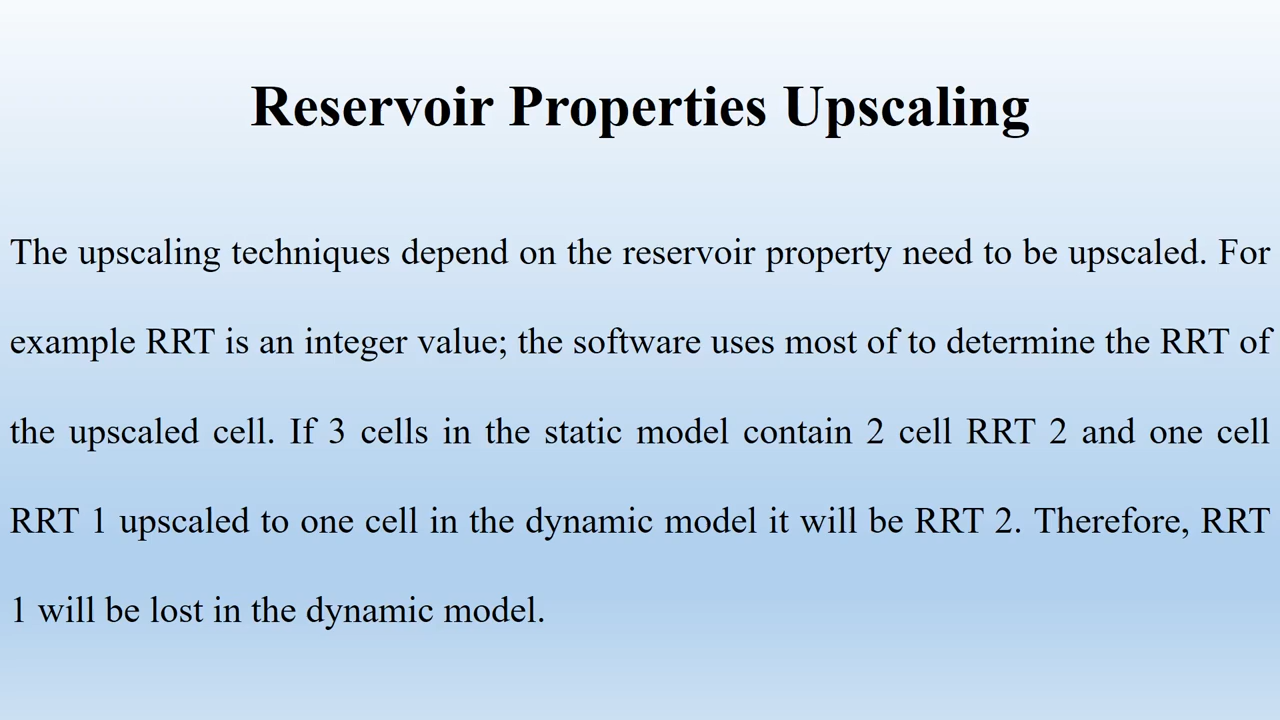 Reservoir Properties Upscaling
The upscaling techniques depend on the reservoir property need to be upscaled. For
example RRT is an integer value; the software uses most of to determine the RRT of
the upscaled cell. If 3 cells in the static model contain 2 cell RRT 2 and one cell
RRT 1 upscaled to one cell in the dynamic model it will be RRT 2. Therefore, RRT
1 will be lost in the dynamic model.